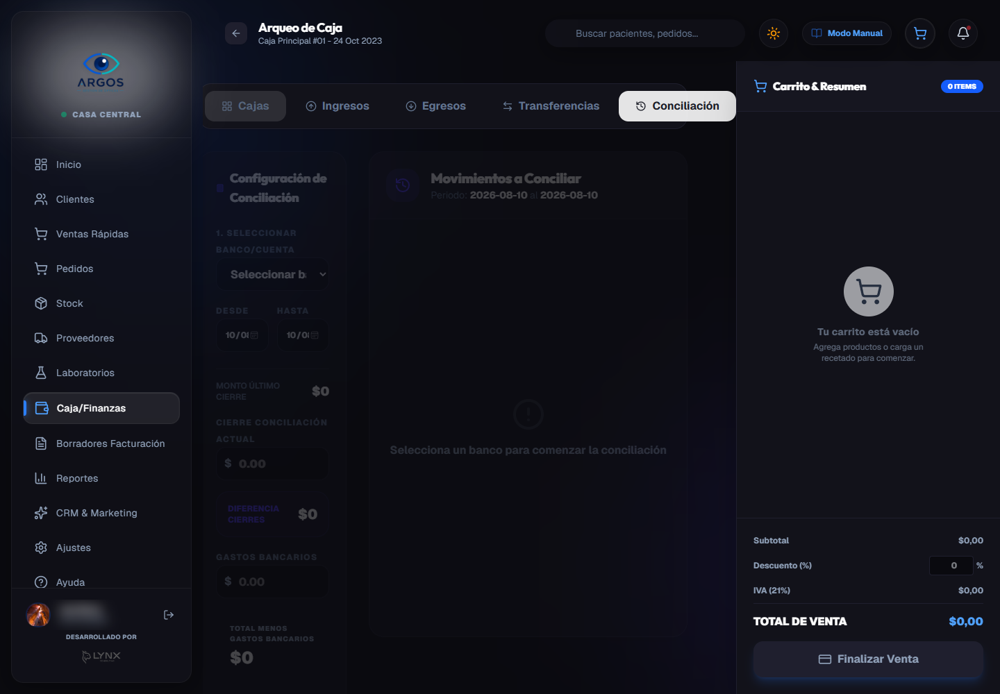 ARGOS
CASA CENTRAL
Inicio
Clientes
Ventas Rápidas
Pedidos
Stock
Proveedores
Laboratorios
Caja/Finanzas
Borradores Facturación
Reportes
CRM & Marketing
Ajustes
Ayuda
DESARROLLADO POR
LYNX
Arqueo de Caja
Caja Principal #01 - 24 Oct 2023
Buscar pacientes, pedidos...
Modo Manual
Cajas
Ingresos
Egresos
Transferencias
Conciliación
Configuración de
Conciliación
1. SELECCIONAR
BANCO/CUENTA
Seleccionar b
DESDE
HASTA
10/0
10/0
MONTO ÚLTIMO
CIERRE
$0
CIERRE CONCILIACIÓN
ACTUAL
$ 0.00
DIFERENCIA
CIERRES
$0
GASTOS BANCARIOS
$ 0.00
TOTAL MENOS
GASTOS BANCARIOS
$0
Movimientos a Conciliar
Periodo: 2026-08-10 al 2026-08-10
Selecciona un banco para comenzar la conciliación
Carrito & Resumen
0 ITEMS
Tu carrito está vacío
Agrega productos o carga un
recetado para comenzar.
Subtotal
$0,00
Descuento (%)
0 %
IVA (21%)
$0,00
TOTAL DE VENTA
$0,00
Finalizar Venta